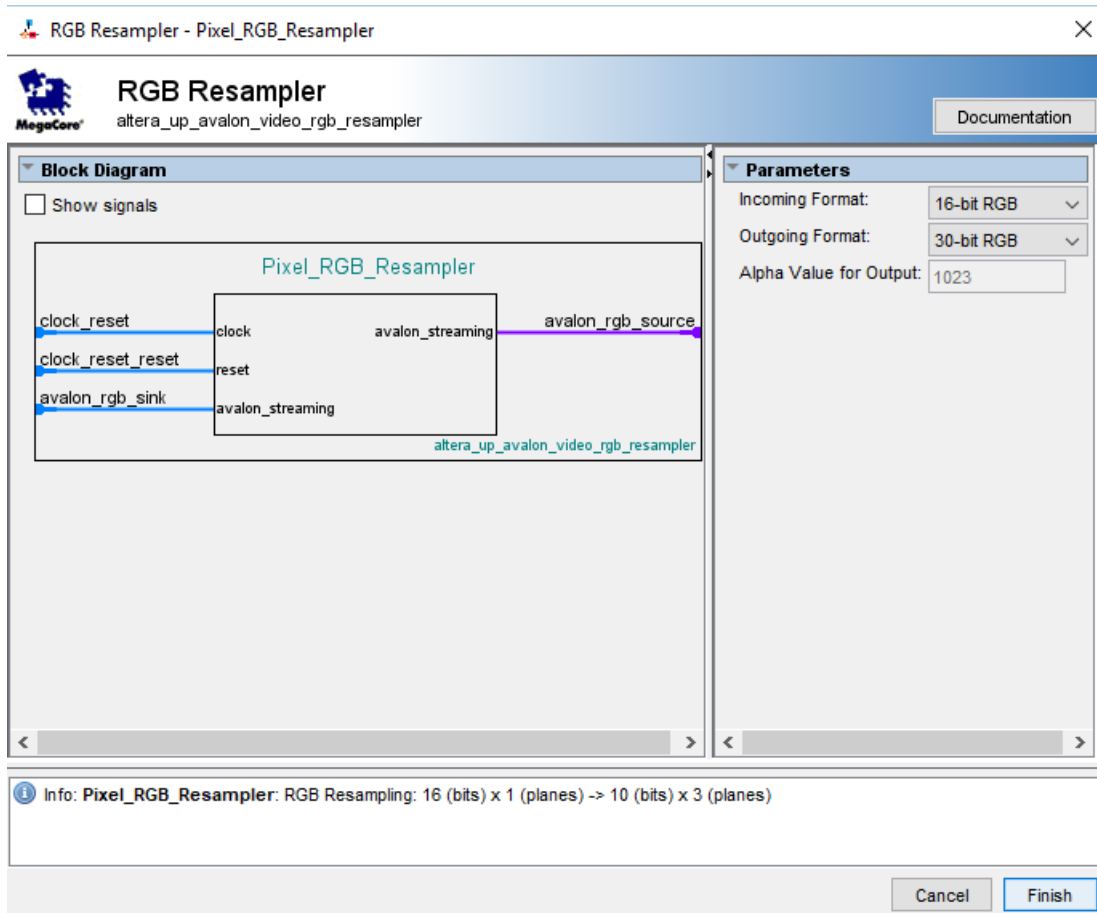 RGB Resampler - Pixel_RGB_Resampler
MegaCore®
RGB Resampler
altera_up_avalon_video_rgb_resampler
Documentation
Block Diagram
Show signals
Pixel_RGB_Resampler
clock_reset
clock
avalon_streaming
avalon_rgb_source
clock_reset_reset
reset
avalon_rgb_sink
avalon_streaming
altera_up_avalon_video_rgb_resampler
Parameters
Incoming Format: 16-bit RGB
Outgoing Format: 30-bit RGB
Alpha Value for Output: 1023
Info: Pixel_RGB_Resampler: RGB Resampling: 16 (bits) x 1 (planes) -> 10 (bits) x 3 (planes)
Cancel
Finish